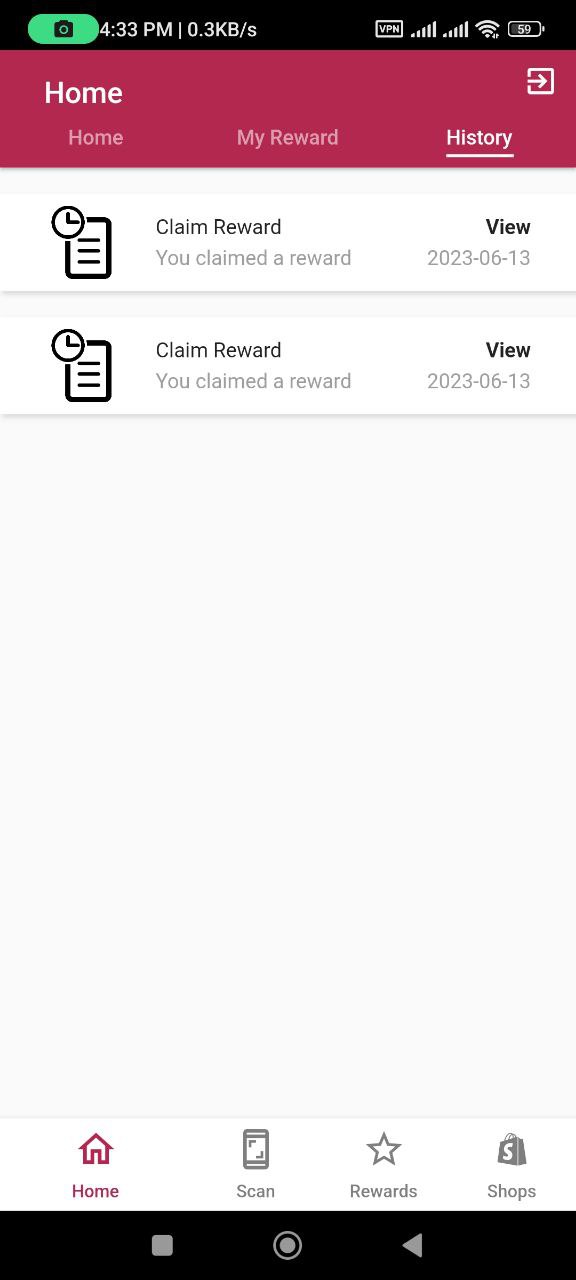 4:33 PM | 0.3KB/s VPN 59
Home
Home My Reward History
Claim Reward View
You claimed a reward 2023-06-13
Claim Reward View
You claimed a reward 2023-06-13
Home Scan Rewards Shops